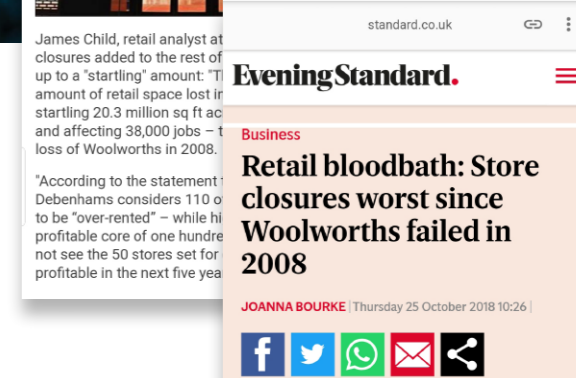 James Child, retail analyst at
closures added to the rest of
up to a "startling" amount: "T
amount of retail space lost in
startling 20.3 million sq ft ac
and affecting 38,000 jobs – t
loss of Woolworths in 2008.
"According to the statement
Debenhams considers 110 o
to be “over-rented” – while hi
profitable core of one hundre
not see the 50 stores set for
profitable in the next five yea
standard.co.uk
Evening Standard.
Business
Retail bloodbath: Store
closures worst since
Woolworths failed in
2008
JOANNA BOURKE | Thursday 25 October 2018 10:26 |